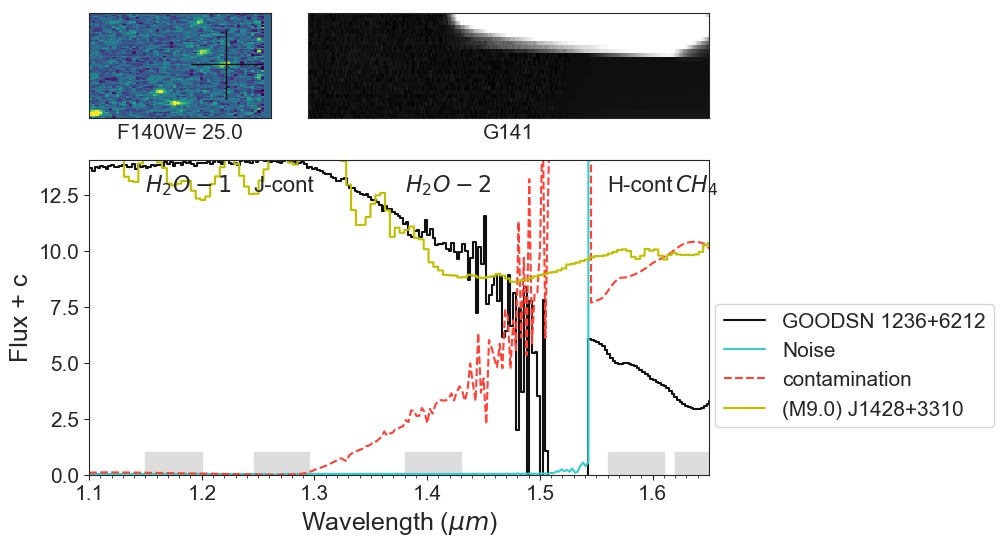 F140W= 25.0
G141
H₂O − 1 J-cont H₂O − 2 H-cont CH₄
12.5
10.0
7.5
5.0
2.5
0.0
Flux + c
1.1 1.2 1.3 1.4 1.5 1.6
Wavelength (μm)
GOODSN 1236+6212
Noise
contamination
(M9.0) J1428+3310